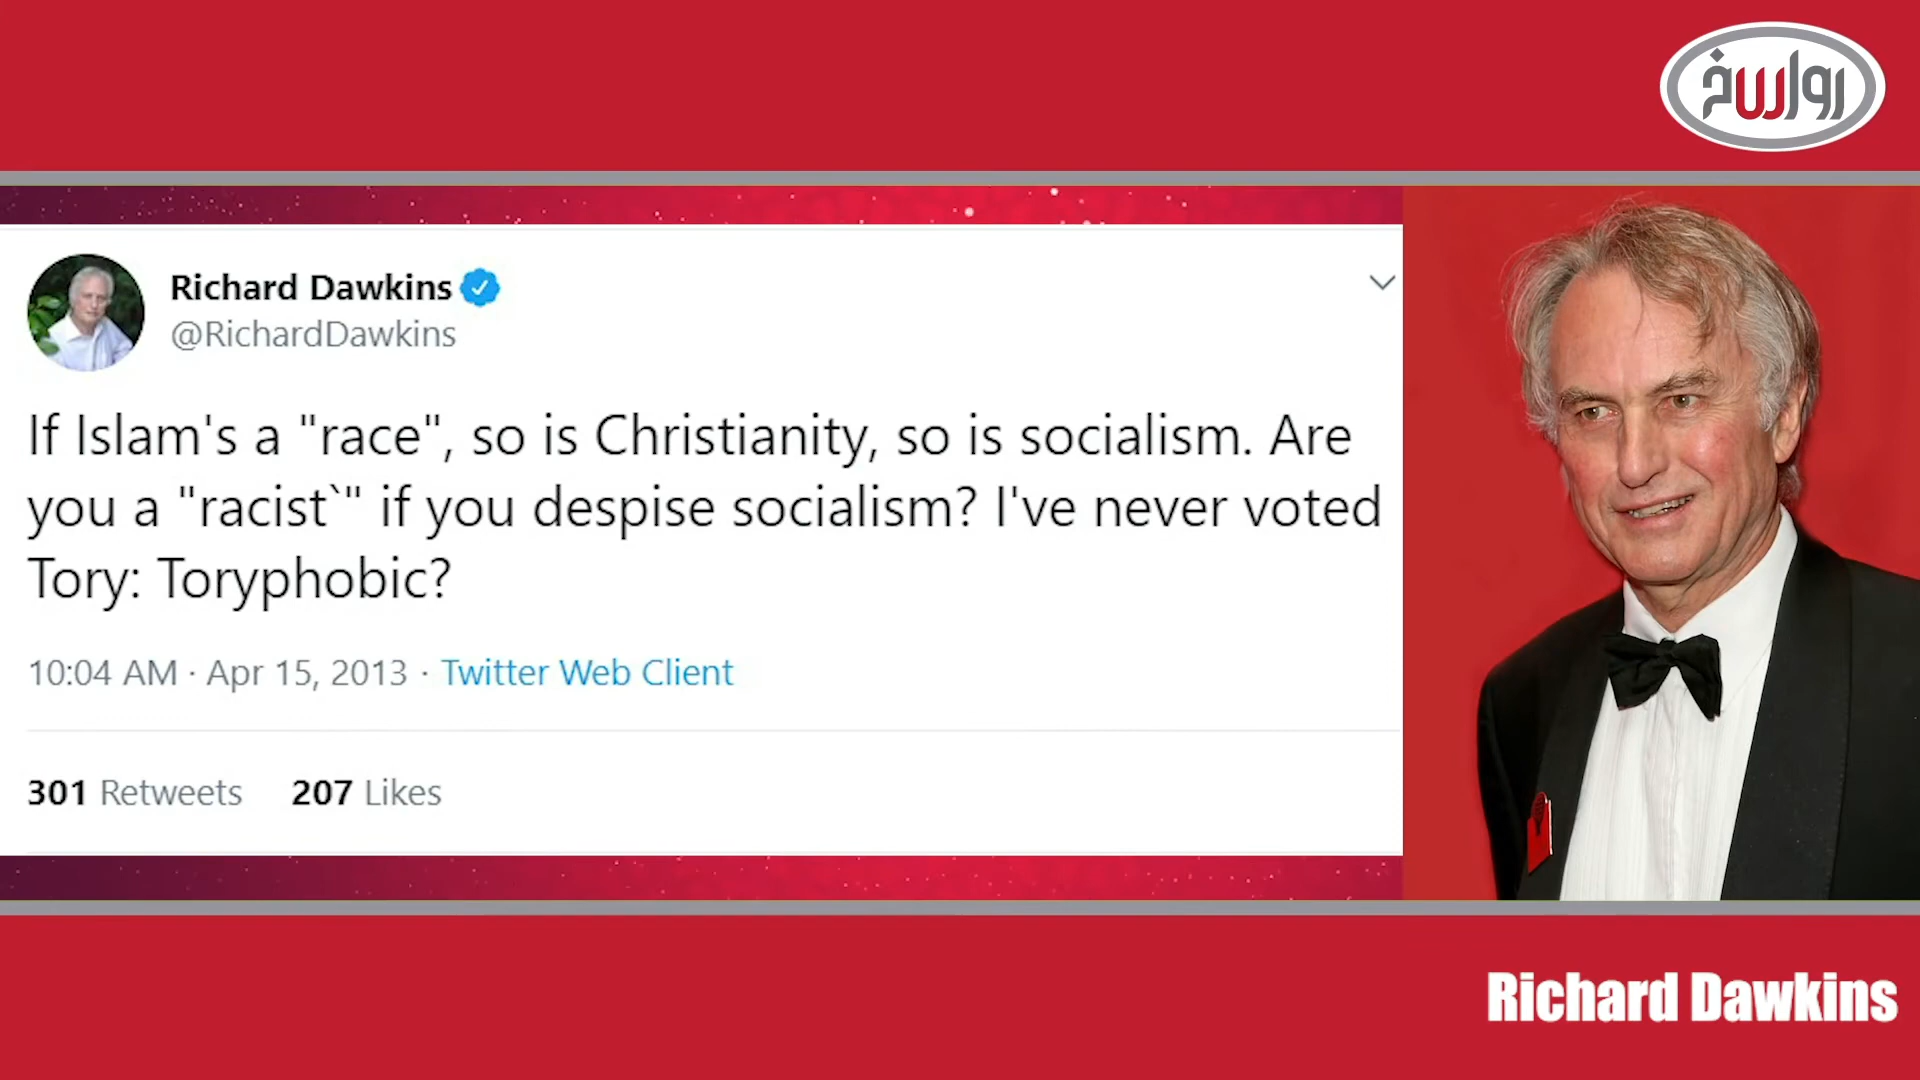 رواسخ
Richard Dawkins
@RichardDawkins
If Islam's a "race", so is Christianity, so is socialism. Are
you a "racist`" if you despise socialism? I've never voted
Tory: Toryphobic?
10:04 AM · Apr 15, 2013 · Twitter Web Client
301 Retweets 207 Likes
Richard Dawkins